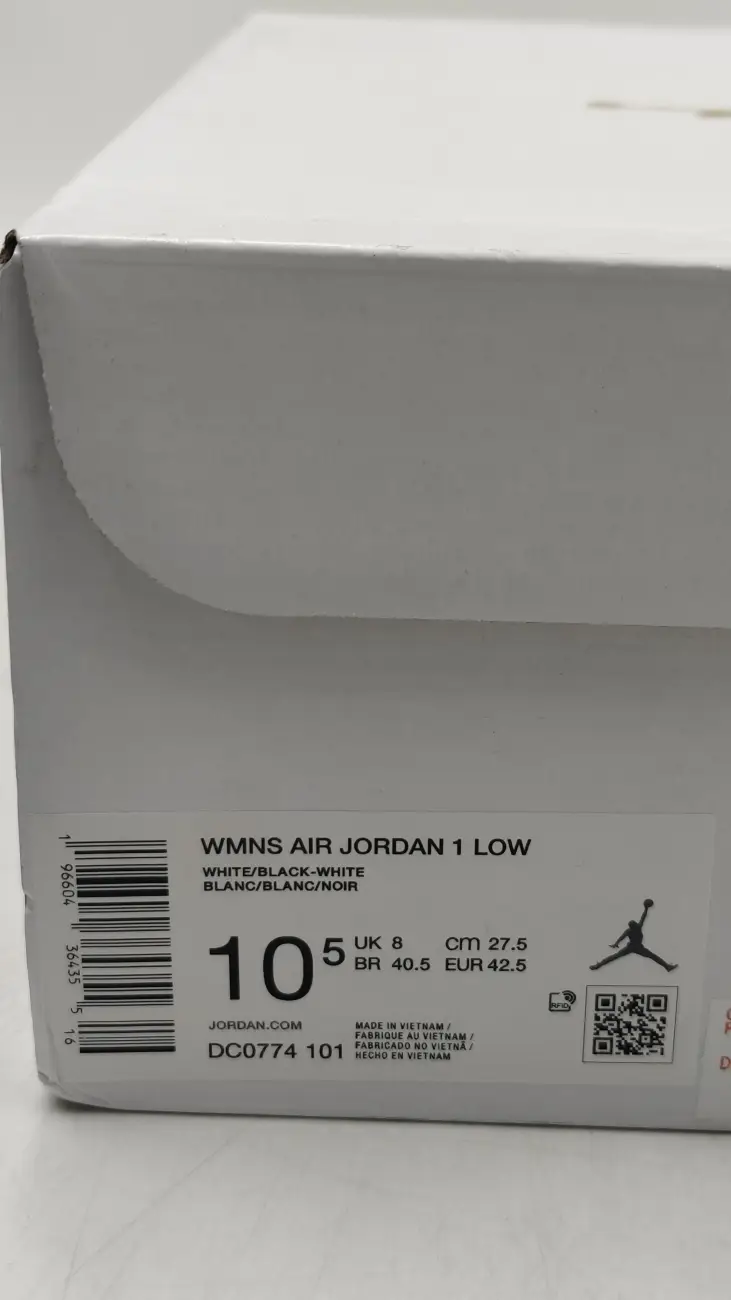 WMNS AIR JORDAN 1 LOW
WHITE/BLACK-WHITE
BLANC/BLANC/NOIR
10 5
UK 8 cm 27.5
BR 40.5 EUR 42.5
RFID
JORDAN.COM
DC0774 101
MADE IN VIETNAM /
FABRIQUE AU VIETNAM /
FABRICADO NO VIETNÃ /
HECHO EN VIETNAM
1 96604 36435 5 16